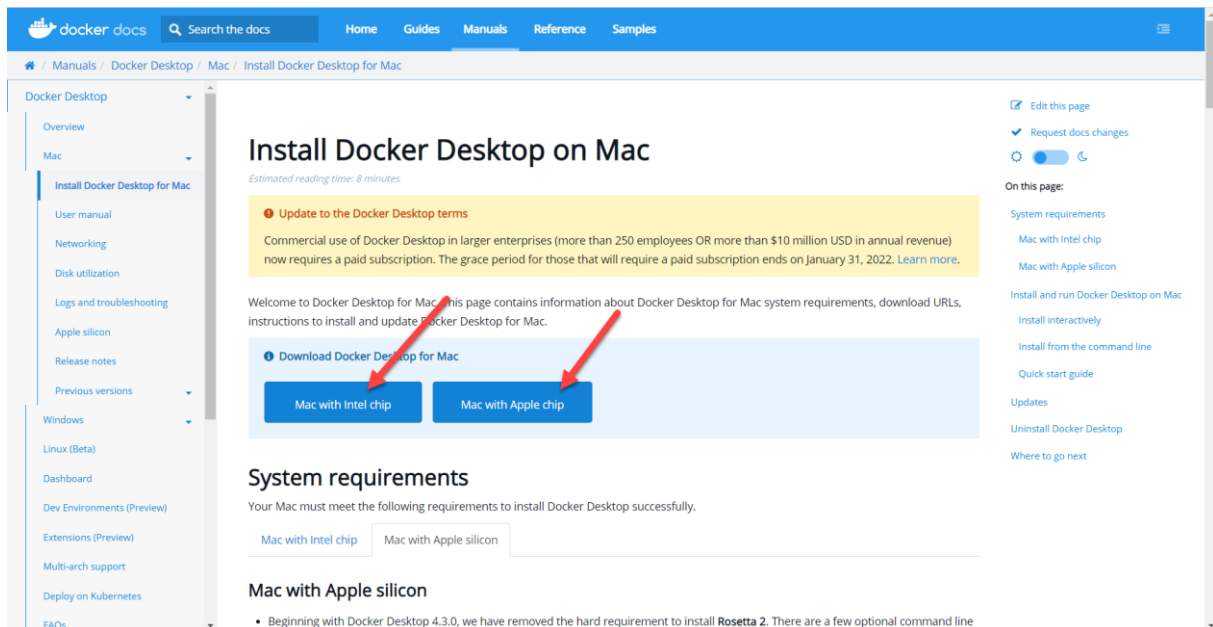 docker docs
Search the docs
Home Guides Manuals Reference Samples
/ Manuals / Docker Desktop / Mac / Install Docker Desktop for Mac
Docker Desktop
Overview
Mac
Install Docker Desktop for Mac
User manual
Networking
Disk utilization
Logs and troubleshooting
Apple silicon
Release notes
Previous versions
Windows
Linux (Beta)
Dashboard
Dev Environments (Preview)
Extensions (Preview)
Multi-arch support
Deploy on Kubernetes
FAQs
Install Docker Desktop on Mac
Estimated reading time: 8 minutes
Update to the Docker Desktop terms
Commercial use of Docker Desktop in larger enterprises (more than 250 employees OR more than $10 million USD in annual revenue)
now requires a paid subscription. The grace period for those that will require a paid subscription ends on January 31, 2022. Learn more.
Welcome to Docker Desktop for Mac. This page contains information about Docker Desktop for Mac system requirements, download URLs,
instructions to install and update Docker Desktop for Mac.
Download Docker Desktop for Mac
Mac with Intel chip
Mac with Apple chip
System requirements
Your Mac must meet the following requirements to install Docker Desktop successfully.
Mac with Intel chip
Mac with Apple silicon
Mac with Apple silicon
• Beginning with Docker Desktop 4.3.0, we have removed the hard requirement to install Rosetta 2. There are a few optional command line
Edit this page
Request docs changes
On this page:
System requirements
Mac with Intel chip
Mac with Apple silicon
Install and run Docker Desktop on Mac
Install interactively
Install from the command line
Quick start guide
Updates
Uninstall Docker Desktop
Where to go next